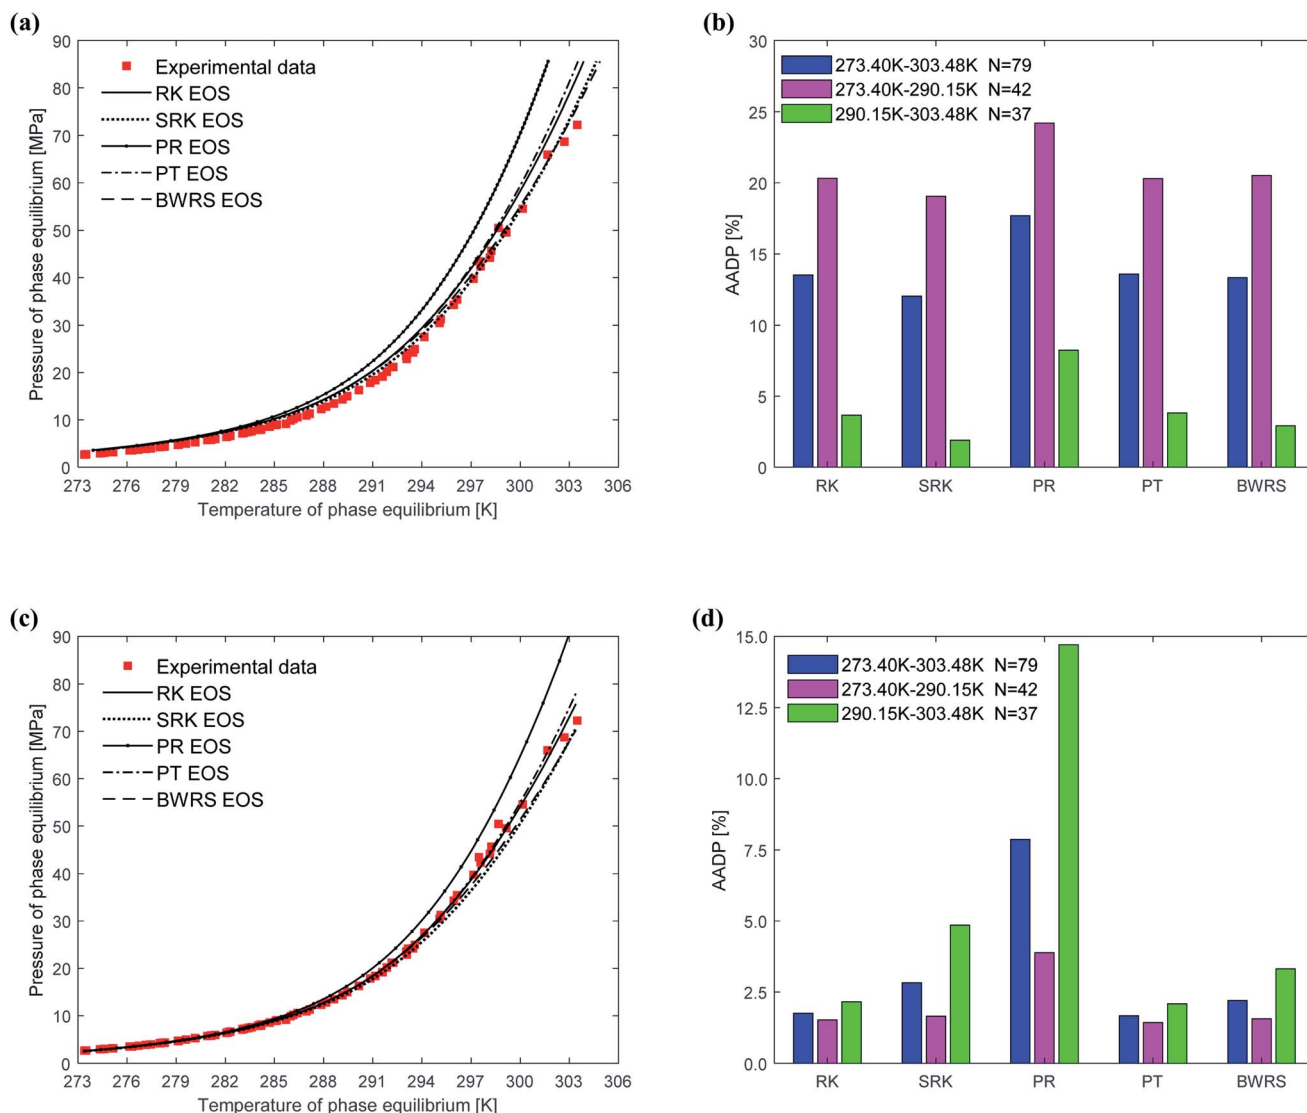 (a)
90
80
70
60
50
40
30
20
10
0
Pressure of phase equilibrium [MPa]
Experimental data
RK EOS
SRK EOS
PR EOS
PT EOS
BWRS EOS
273 276 279 282 285 288 291 294 297 300 303 306
Temperature of phase equilibrium [K]
(b)
30
25
20
15
10
5
0
AADP [%]
273.40K-303.48K N=79
273.40K-290.15K N=42
290.15K-303.48K N=37
RK SRK PR PT BWRS
(c)
90
80
70
60
50
40
30
20
10
0
Pressure of phase equilibrium [MPa]
Experimental data
RK EOS
SRK EOS
PR EOS
PT EOS
BWRS EOS
273 276 279 282 285 288 291 294 297 300 303 306
Temperature of phase equilibrium [K]
(d)
15.0
12.5
10.0
7.5
5.0
2.5
0.0
AADP [%]
273.40K-303.48K N=79
273.40K-290.15K N=42
290.15K-303.48K N=37
RK SRK PR PT BWRS